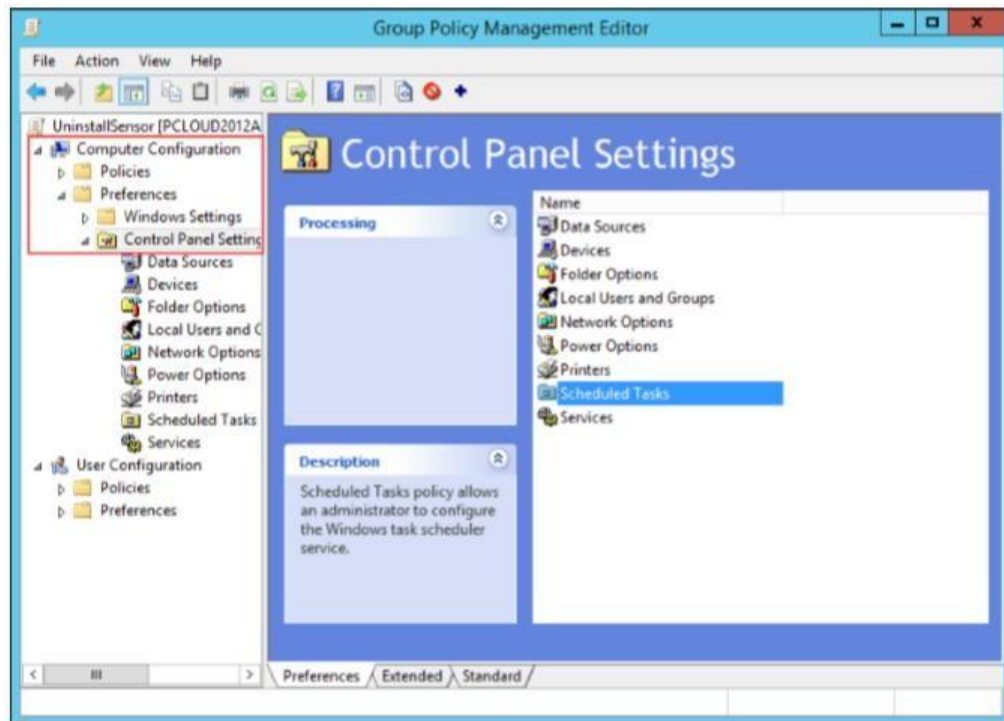 Group Policy Management Editor
File Action View Help
UninstallSensor [PCLOUD2012A
Computer Configuration
Policies
Preferences
Windows Settings
Control Panel Setting
Data Sources
Devices
Folder Options
Local Users and G
Network Options
Power Options
Printers
Scheduled Tasks
Services
User Configuration
Policies
Preferences
Control Panel Settings
Processing
Description
Scheduled Tasks policy allows
an administrator to configure
the Windows task scheduler
service.
Name
Data Sources
Devices
Folder Options
Local Users and Groups
Network Options
Power Options
Printers
Scheduled Tasks
Services
Preferences Extended Standard